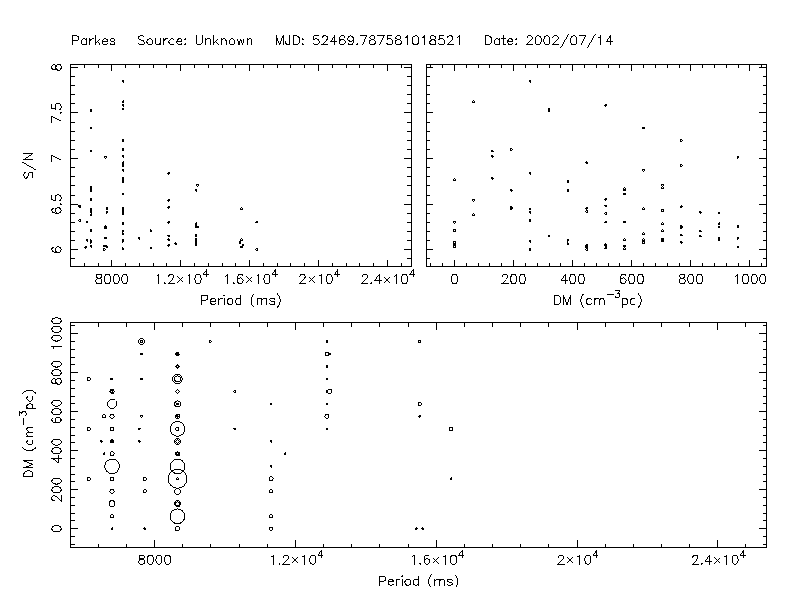 Parkes Source: Unknown MJD: 52469.787581018521 Date: 2002/07/14
8
7.5
7
6.5
6
S/N
8000 1.2×10⁴ 1.6×10⁴ 2×10⁴ 2.4×10⁴
Period (ms)
0 200 400 600 800 1000
DM (cm⁻³pc)
1000
800
600
400
200
0
DM (cm⁻³pc)
8000 1.2×10⁴ 1.6×10⁴ 2×10⁴ 2.4×10⁴
Period (ms)